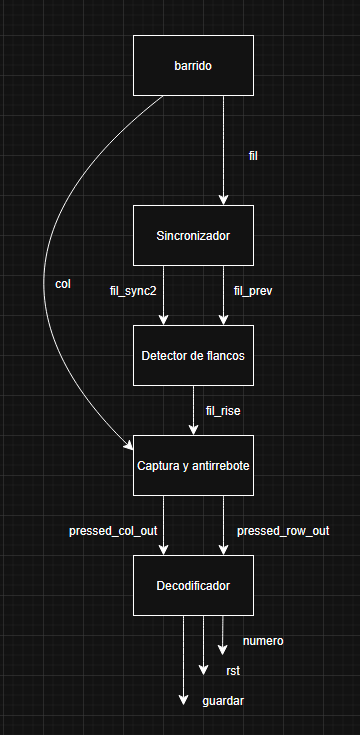 barrido
fil
Sincronizador
col
fil_sync2
fil_prev
Detector de flancos
fil_rise
Captura y antirrebote
pressed_col_out
pressed_row_out
Decodificador
numero
rst
guardar